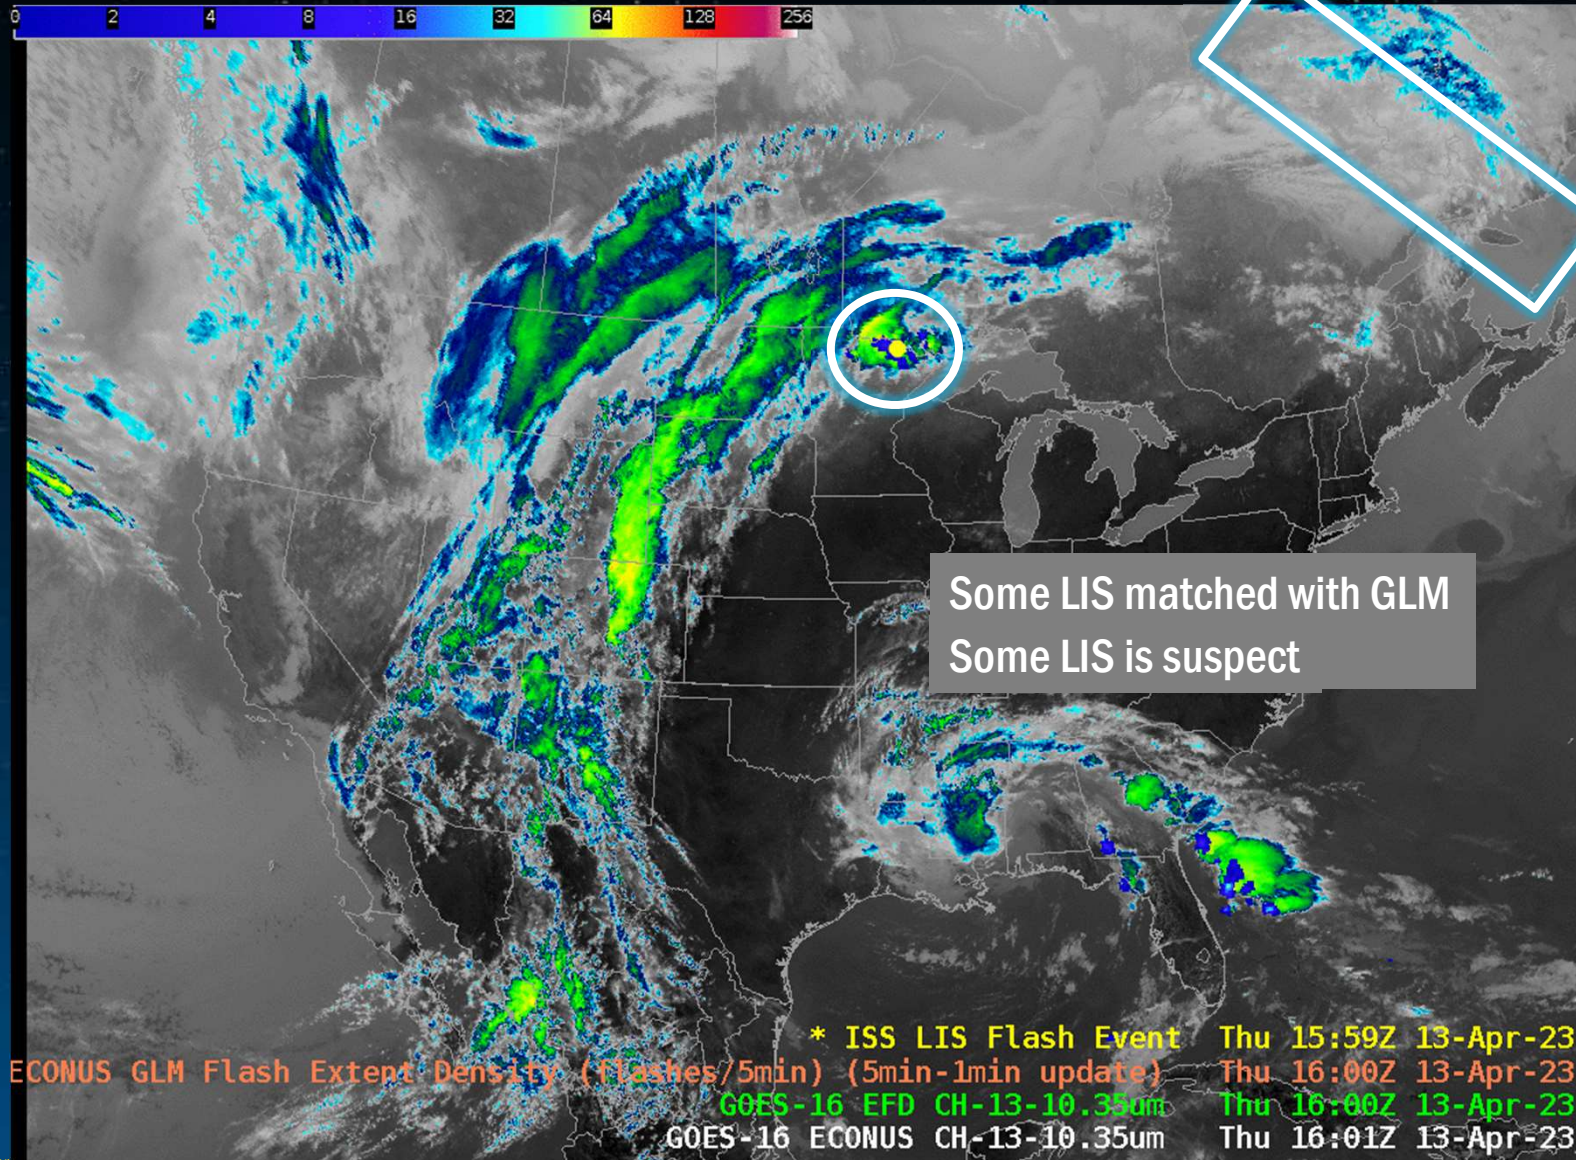 0 2 4 8 16 32 64 128 256
Some LIS matched with GLM
Some LIS is suspect
* ISS LIS Flash Event Thu 15:59Z 13-Apr-23
ECONUS GLM Flash Extent Density (flashes/5min) (5min-1min update) Thu 16:00Z 13-Apr-23
GOES-16 EFD CH-13-10.35um Thu 16:00Z 13-Apr-23
GOES-16 ECONUS CH-13-10.35um Thu 16:01Z 13-Apr-23